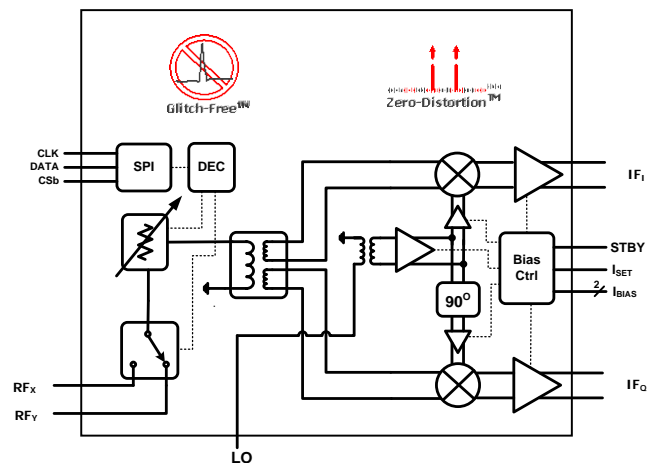 Glitch-Free™
Zero-Distortion™
CLK
DATA
CSb
SPI
DEC
IF_I
STBY
Bias
Ctrl
I_SET
2
I_BIAS
90°
RF_X
RF_Y
IF_Q
LO